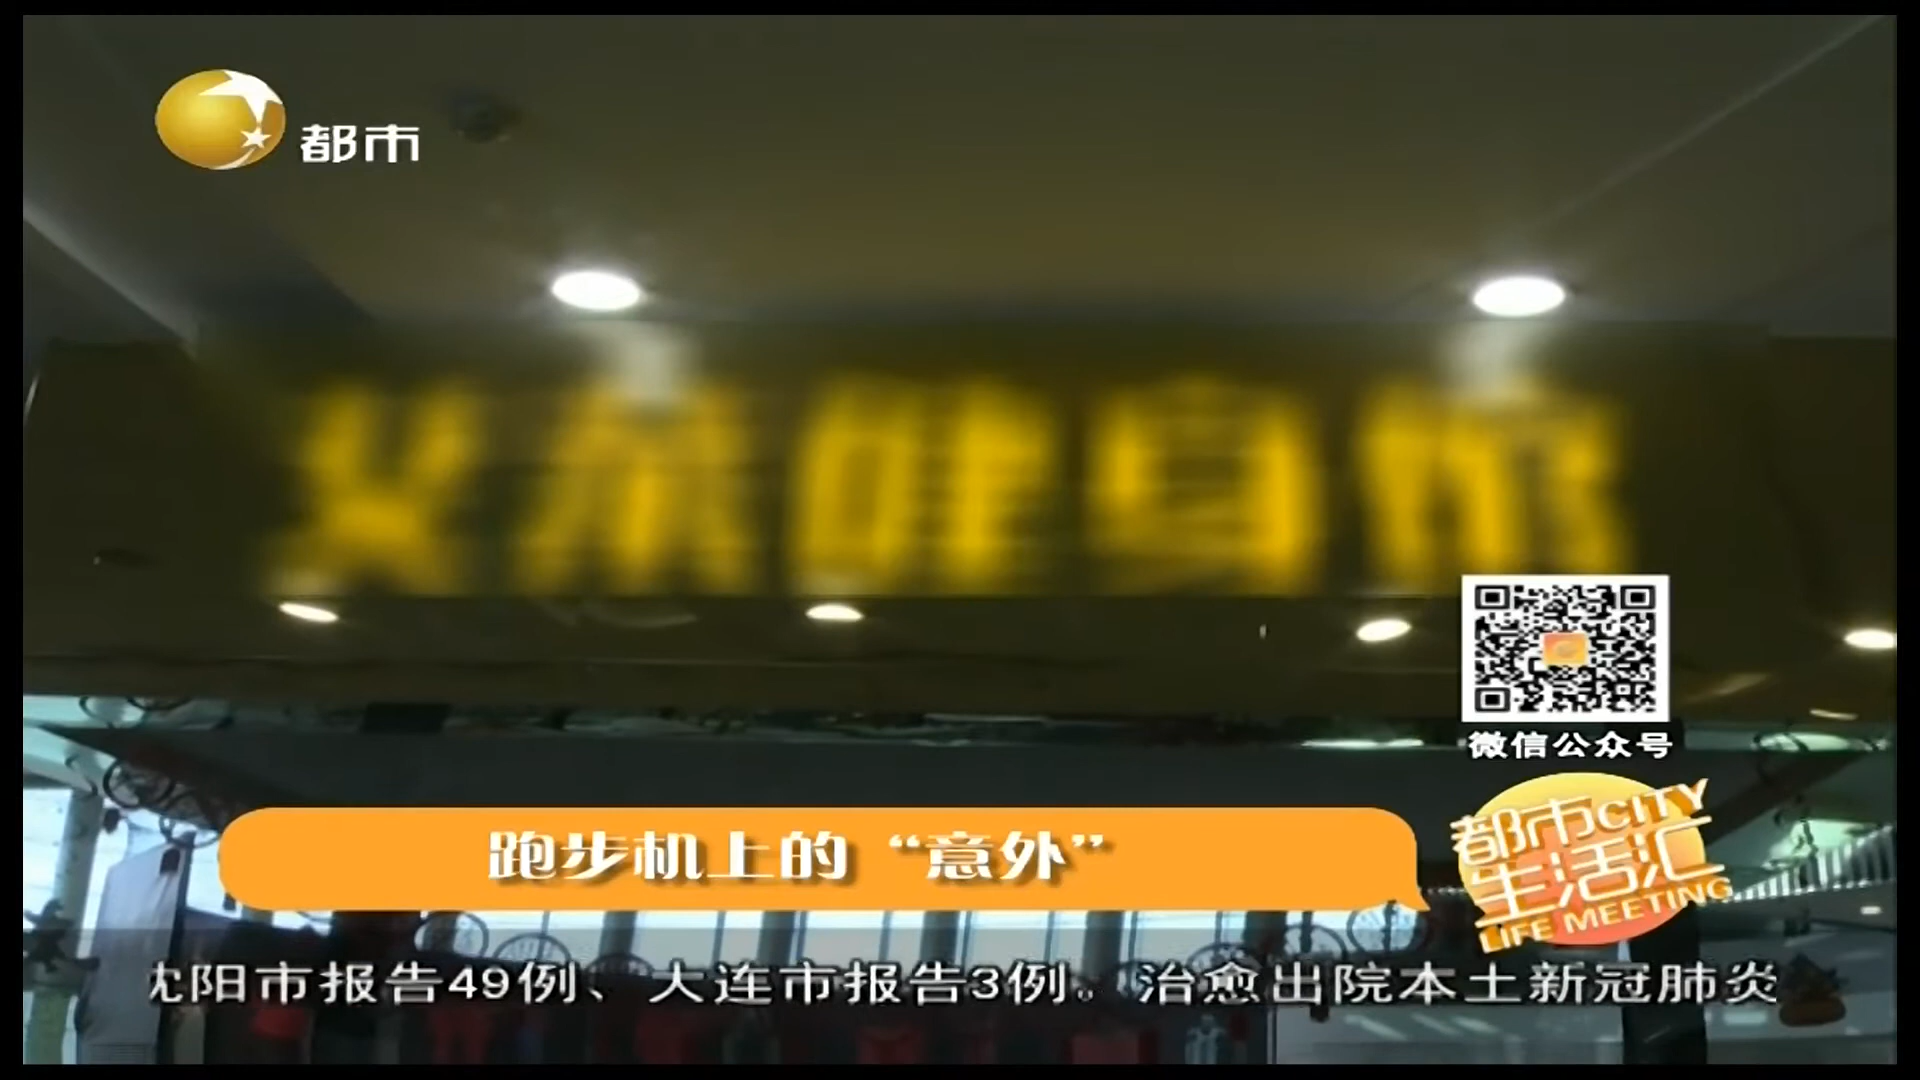 都市
微信公众号
跑步机上的“意外”
都市CITY
生活汇
LIFE MEETING
沈阳市报告49例、大连市报告3例。治愈出院本土新冠肺炎